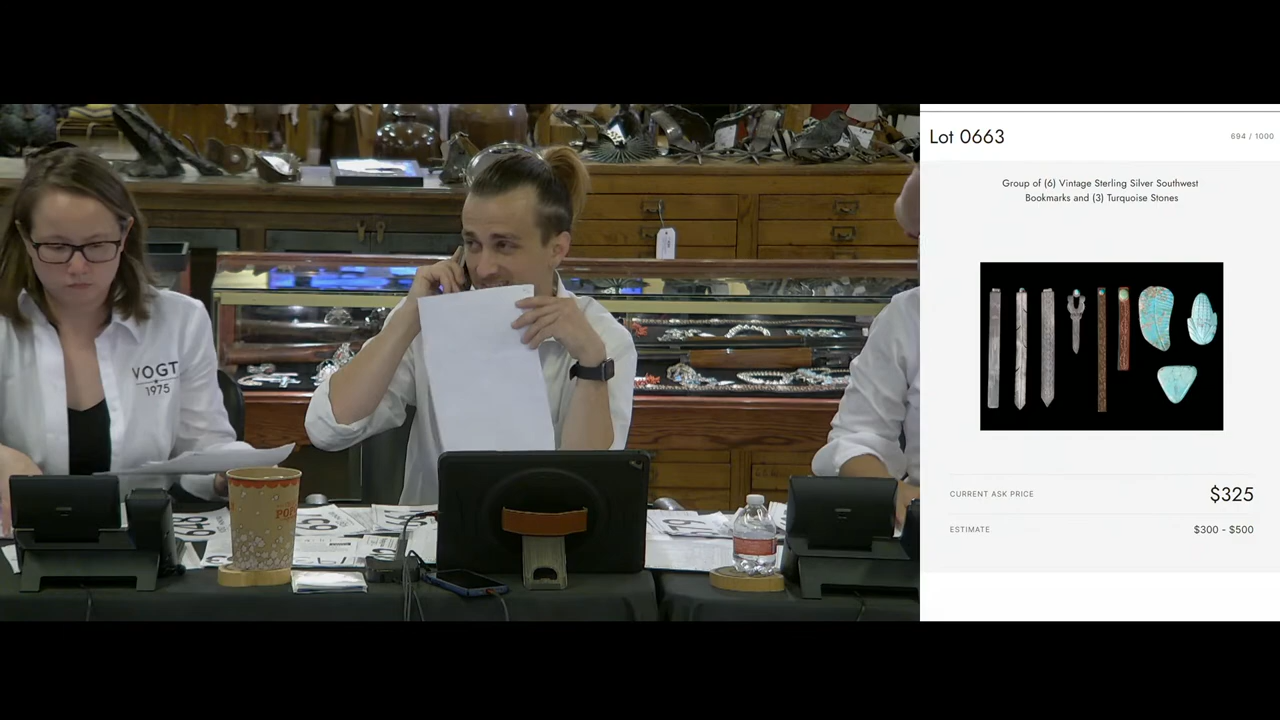 Lot 0663
694 / 1000
Group of (6) Vintage Sterling Silver Southwest
Bookmarks and (3) Turquoise Stones
CURRENT ASK PRICE
$325
ESTIMATE
$300 - $500
VOGT
1975